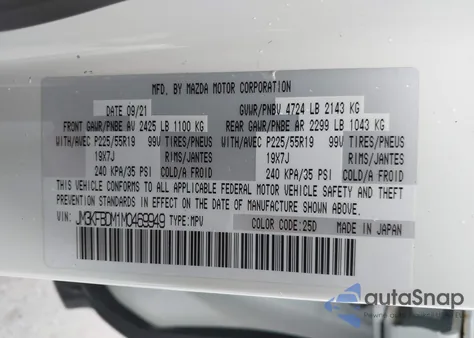 MFD. BY MAZDA MOTOR CORPORATION
DATE 09/21 GVWR/PNBV 4724 LB 2143 KG
FRONT GAWR/PNBE AV 2425 LB 1100 KG REAR GAWR/PNBE AR 2299 LB 1043 KG
WITH/AVEC P225/55R19 99V TIRES/PNEUS WITH/AVEC P225/55R19 99V TIRES/PNEUS
19X7J RIMS/JANTES 19X7J RIMS/JANTES
240 KPA/35 PSI COLD/A FROID 240 KPA/35 PSI COLD/A FROID
THIS VEHICLE CONFORMS TO ALL APPLICABLE FEDERAL MOTOR VEHICLE SAFETY AND THEFT
PREVENTION STANDARDS IN EFFECT ON THE DATE OF MANUFACTURE SHOWN ABOVE.
VIN: JM3KFBDM1M0469949 TYPE:MPV COLOR CODE:25D MADE IN JAPAN
autoSnap